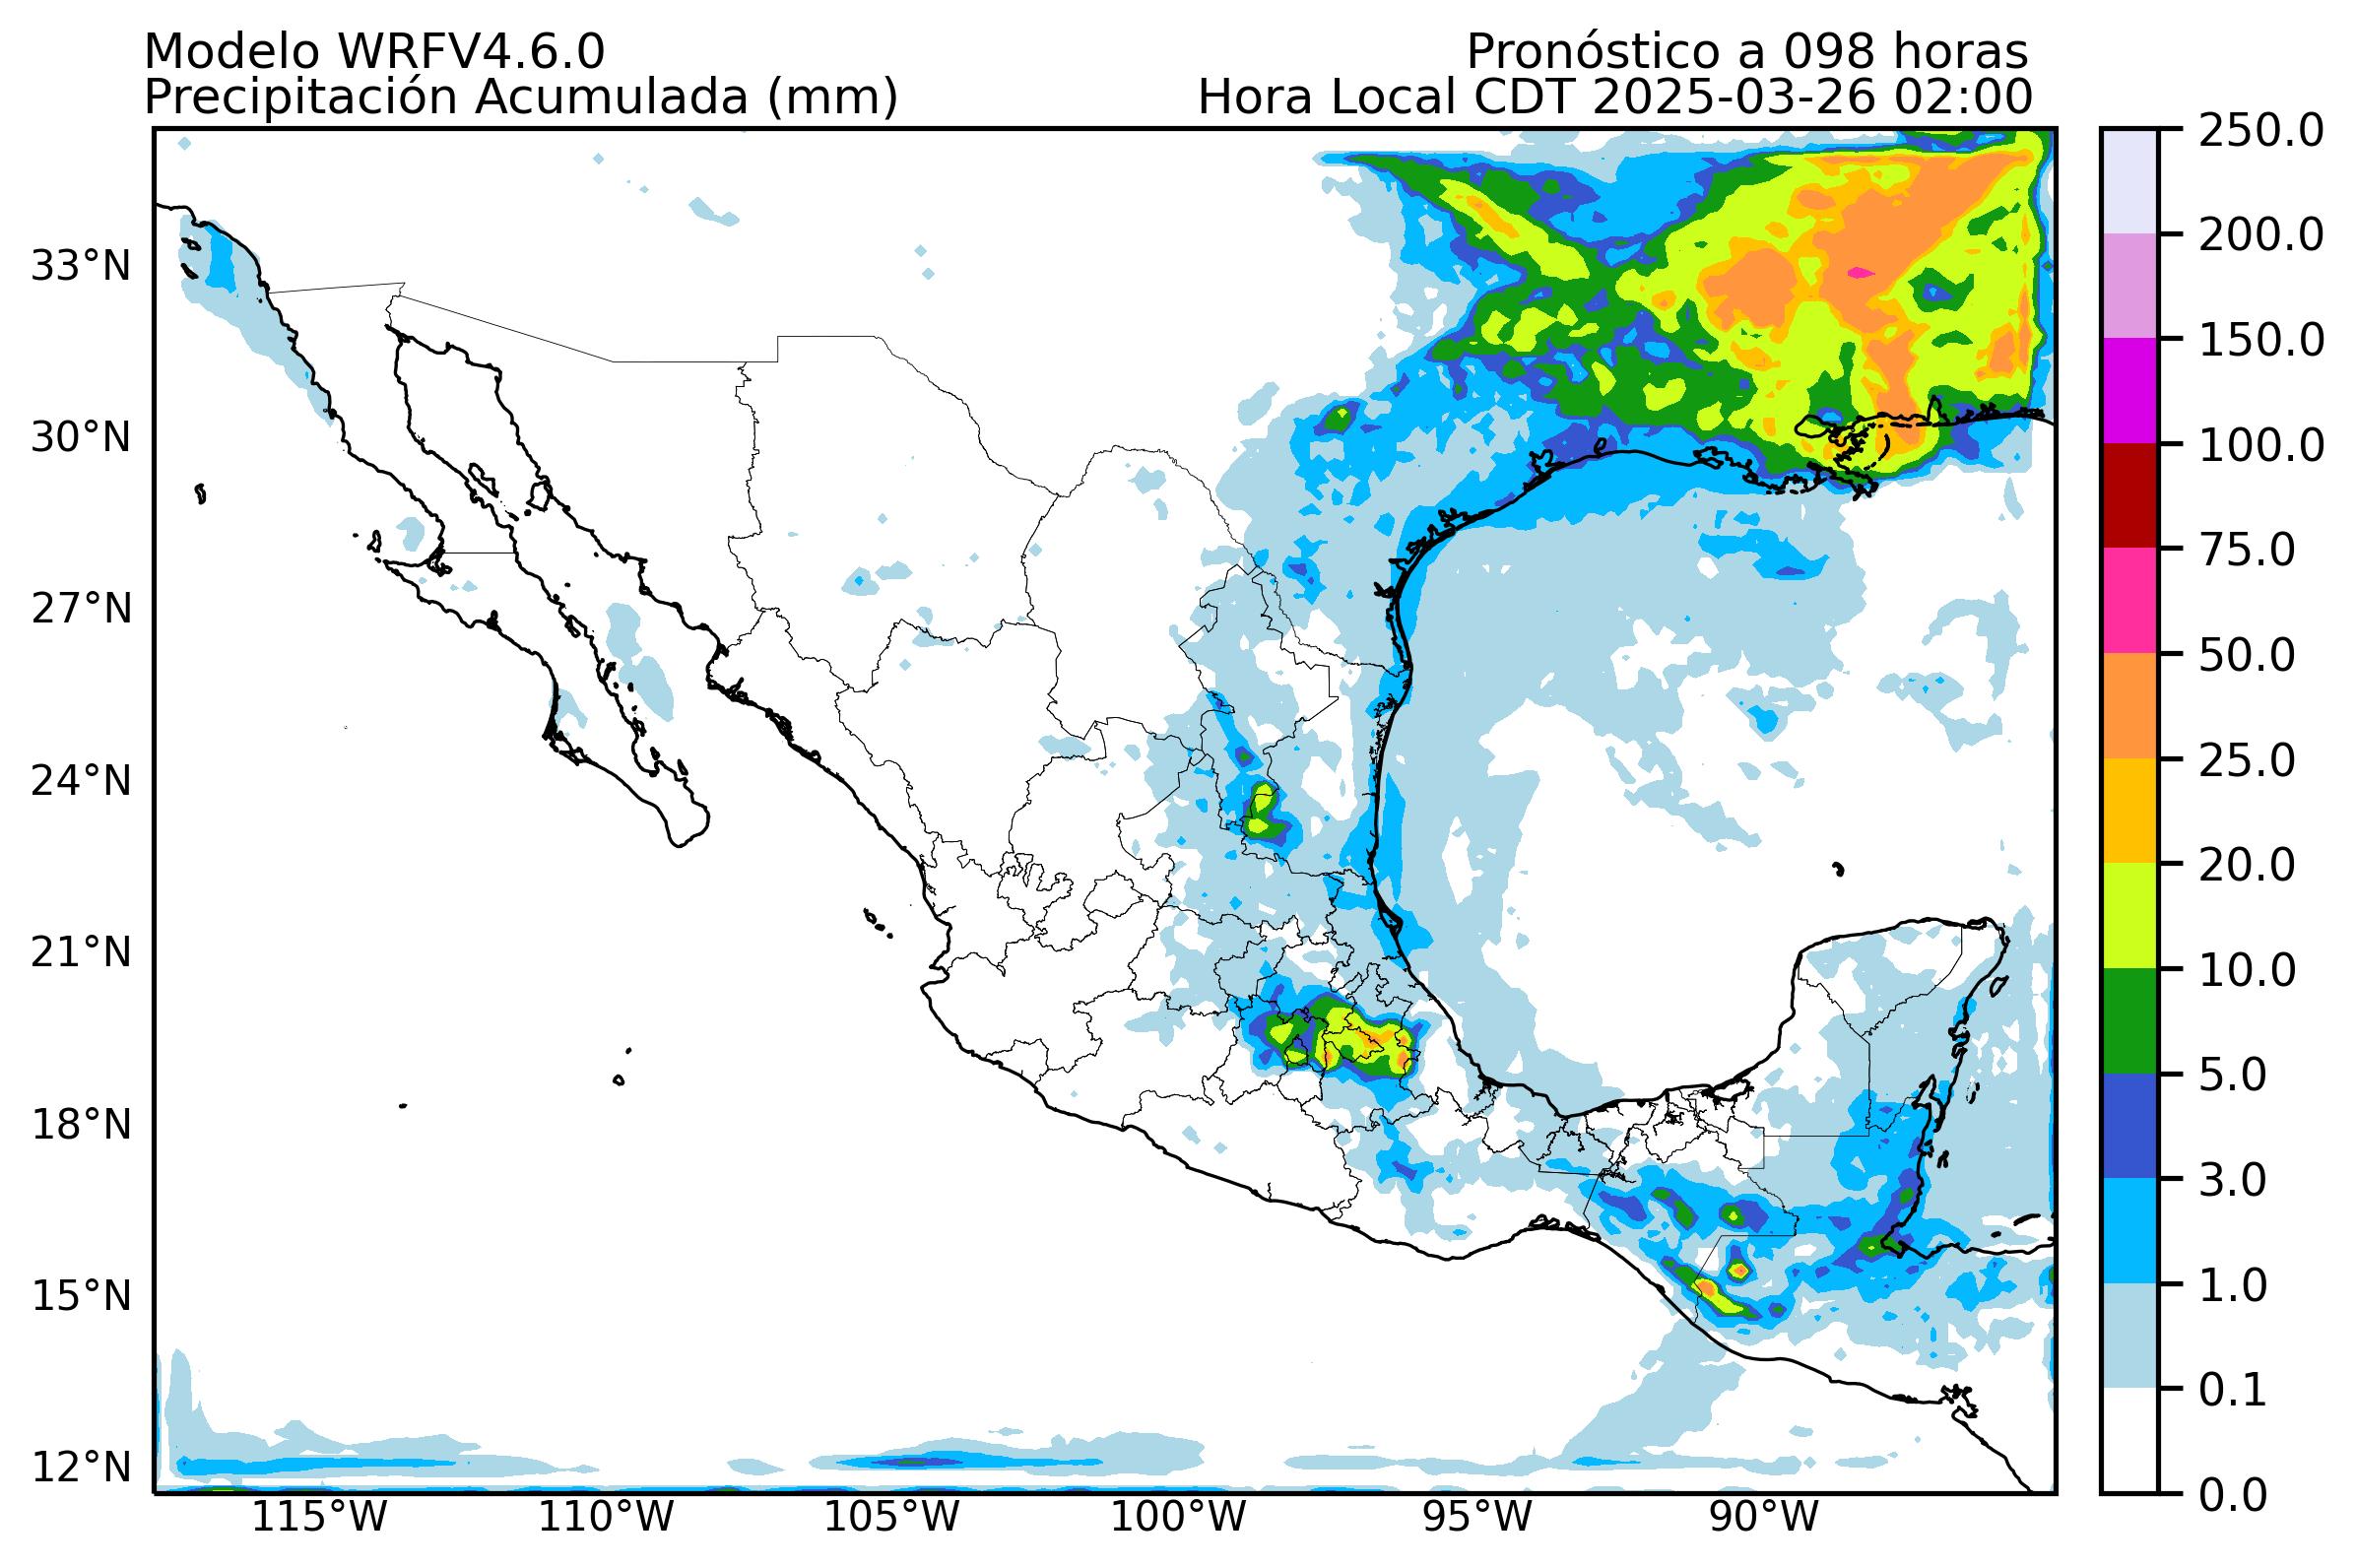 Modelo WRFV4.6.0
Pronóstico a 098 horas
Precipitación Acumulada (mm)
Hora Local CDT 2025-03-26 02:00
33°N
30°N
27°N
24°N
21°N
18°N
15°N
12°N
115°W
110°W
105°W
100°W
95°W
90°W
250.0
200.0
150.0
100.0
75.0
50.0
25.0
20.0
10.0
5.0
3.0
1.0
0.1
0.0